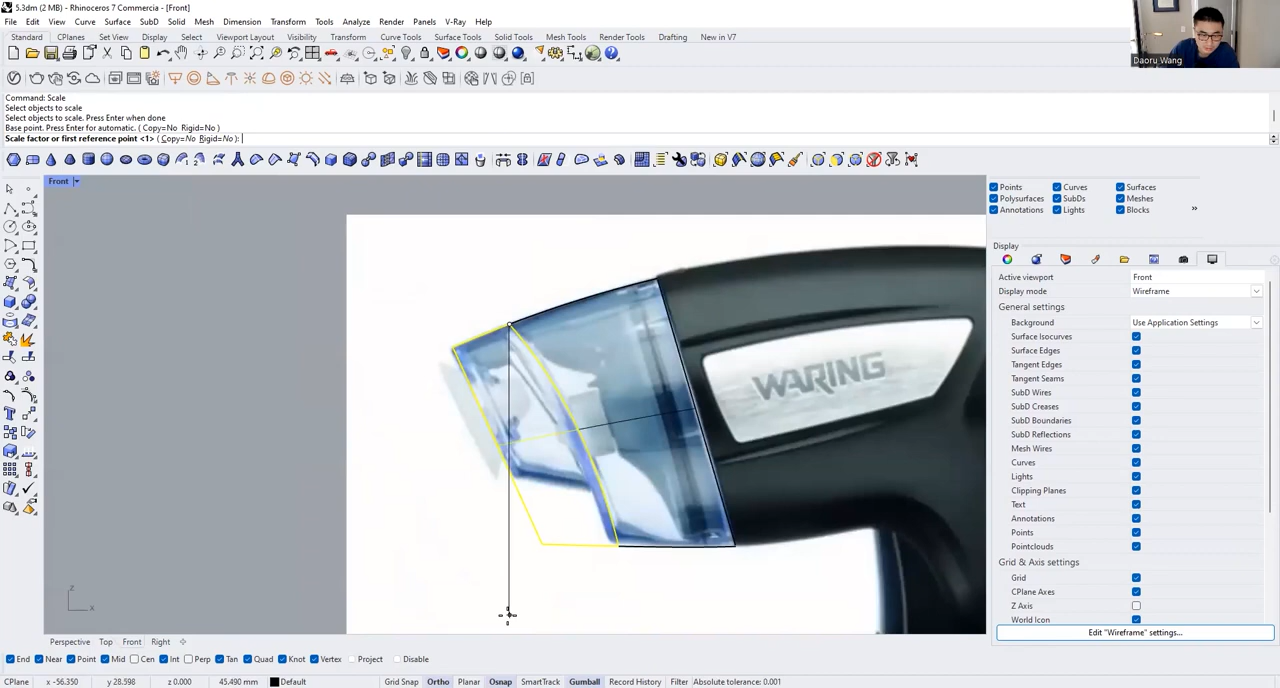 5.3dm (2 MB) - Rhinoceros 7 Commercia - [Front]
File Edit View Curve Surface SubD Solid Mesh Dimension Transform Tools Analyze Render Panels V-Ray Help
Standard CPlanes Set View Display Select Viewport Layout Visibility Transform Curve Tools Surface Tools Solid Tools SubD Tools Mesh Tools Render Tools Drafting New in V7
Daoru Wang
Command: Scale
Select objects to scale
Select objects to scale. Press Enter when done
Base point. Press Enter for automatic. ( Copy=No Rigid=No )
Scale factor or first reference point <1> ( Copy=No Rigid=No ):
Front
Points Curves Surfaces
Polysurfaces SubDs Meshes
Annotations Lights Blocks
Display
Active viewport Front
Display mode Wireframe
General settings
Background Use Application Settings
Surface Isocurves
Surface Edges
Tangent Edges
Tangent Seams
SubD Wires
SubD Creases
SubD Boundaries
SubD Reflections
Mesh Wires
Curves
Lights
Clipping Planes
Text
Annotations
Points
Pointclouds
Grid & Axis settings
Grid
CPlane Axes
Z Axis
World Icon
Edit "Wireframe" settings...
WARING
z
x
Perspective Top Front Right
End Near Point Mid Cen Int Perp Tan Quad Knot Vertex Project Disable
CPlane x -56.350 y 28.598 z 0.000 45.490 mm Default Grid Snap Ortho Planar Osnap SmartTrack Gumball Record History Filter Absolute tolerance: 0.001